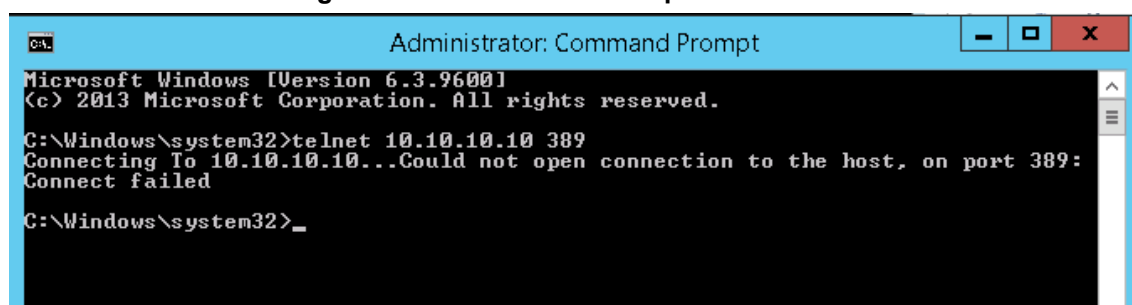 Administrator: Command Prompt
Microsoft Windows [Version 6.3.9600]
(c) 2013 Microsoft Corporation. All rights reserved.
C:\Windows\system32>telnet 10.10.10.10 389
Connecting To 10.10.10.10...Could not open connection to the host, on port 389:
Connect failed
C:\Windows\system32>_